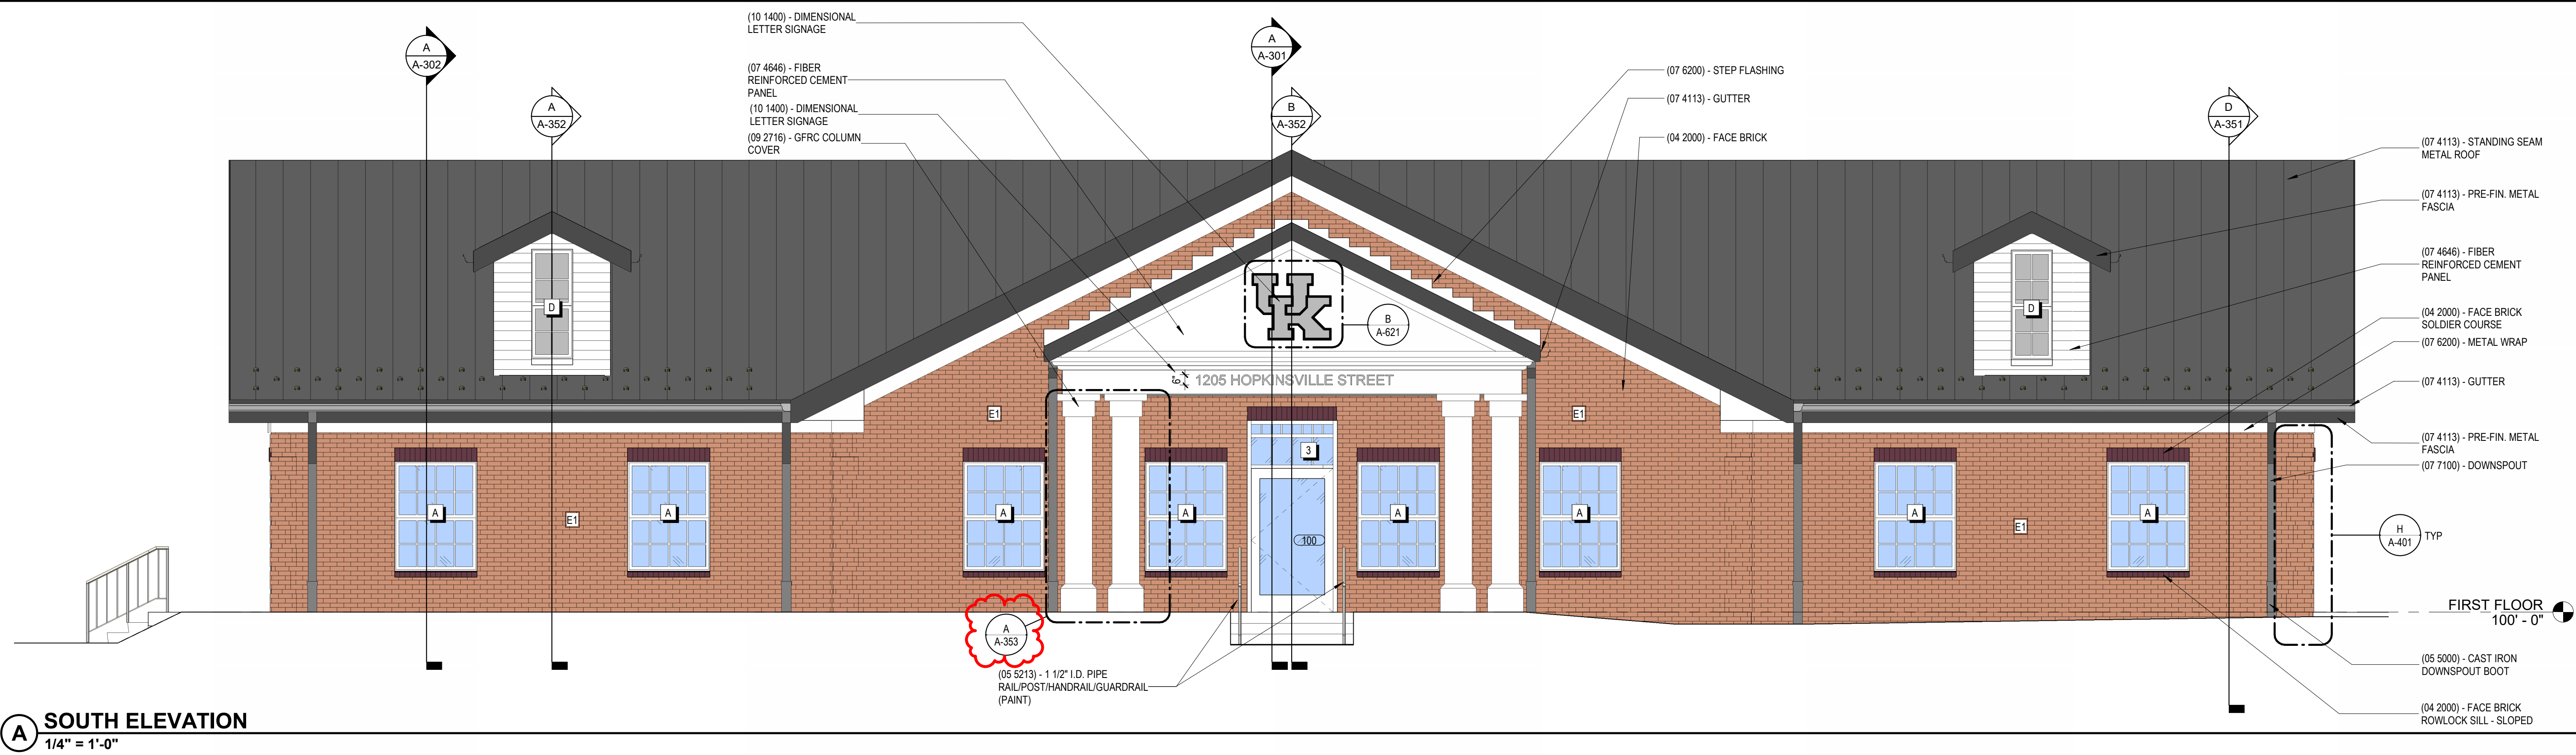 (10 1400) - DIMENSIONAL
LETTER SIGNAGE
(07 4646) - FIBER
REINFORCED CEMENT
PANEL
(10 1400) - DIMENSIONAL
LETTER SIGNAGE
(09 2716) - GFRC COLUMN
COVER
A
A-302
A
A-352
A
A-301
B
A-352
D
A-351
(07 6200) - STEP FLASHING
(07 4113) - GUTTER
(04 2000) - FACE BRICK
(07 4113) - STANDING SEAM
METAL ROOF
(07 4113) - PRE-FIN. METAL
FASCIA
(07 4646) - FIBER
REINFORCED CEMENT
PANEL
(04 2000) - FACE BRICK
SOLDIER COURSE
(07 6200) - METAL WRAP
(07 4113) - GUTTER
(07 4113) - PRE-FIN. METAL
FASCIA
(07 7100) - DOWNSPOUT
H
A-401
TYP
FIRST FLOOR
100' - 0"
(05 5000) - CAST IRON
DOWNSPOUT BOOT
(04 2000) - FACE BRICK
ROWLOCK SILL - SLOPED
D
D
UK
B
A-621
9"
1205 HOPKINSVILLE STREET
E1
E1
3
A
E1
A
A
A
A
A
A
E1
A
100
A
A-353
(05 5213) - 1 1/2" I.D. PIPE
RAIL/POST/HANDRAIL/GUARDRAIL
(PAINT)
A
SOUTH ELEVATION
1/4" = 1'-0"